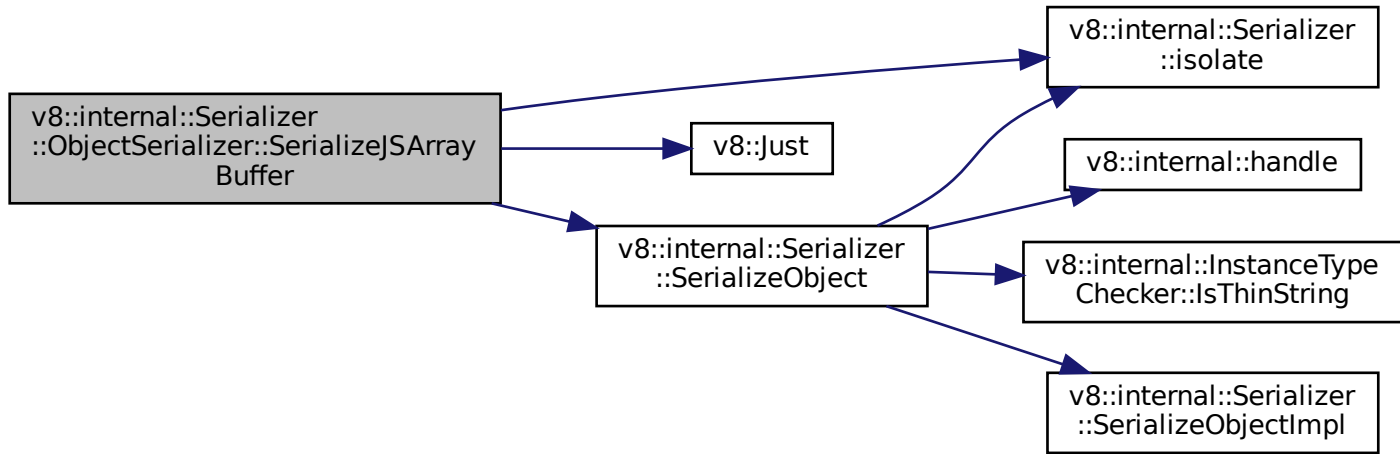 v8::internal::Serializer
::ObjectSerializer::SerializeJSArray
Buffer
v8::internal::Serializer
::isolate
v8::Just
v8::internal::Serializer
::SerializeObject
v8::internal::handle
v8::internal::InstanceType
Checker::IsThinString
v8::internal::Serializer
::SerializeObjectImpl